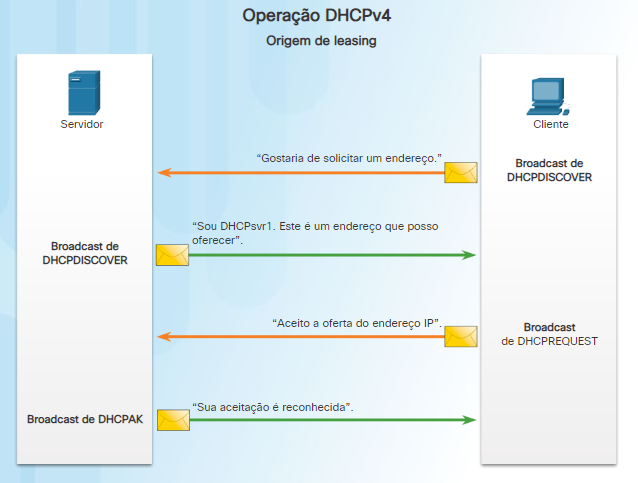 Operação DHCPv4
Origem de leasing
Servidor
Cliente
“Gostaria de solicitar um endereço.”
Broadcast de
DHCPDISCOVER
“Sou DHCPsvr1. Este é um endereço que posso
oferecer”.
Broadcast de
DHCPDISCOVER
“Aceito a oferta do endereço IP”.
Broadcast
de DHCPREQUEST
“Sua aceitação é reconhecida”.
Broadcast de DHCPAK